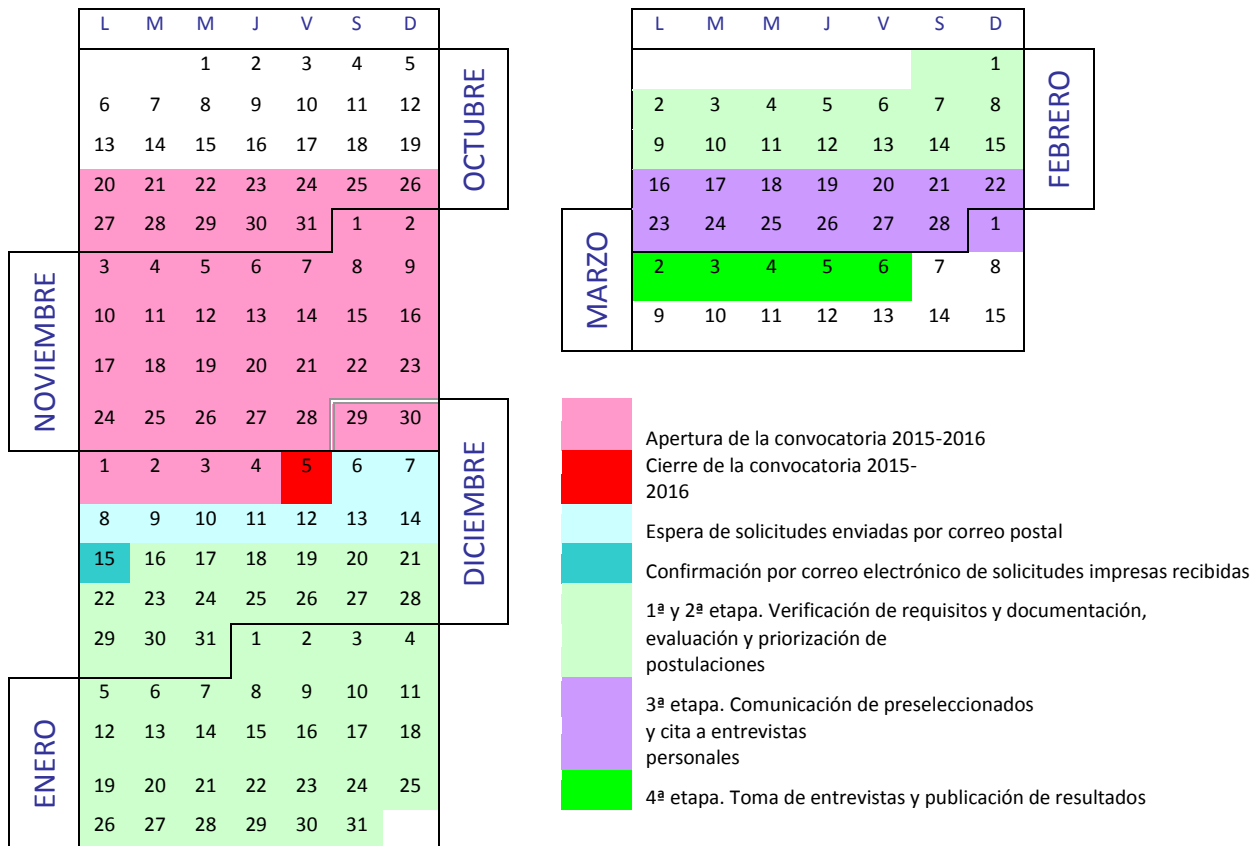 L M M J V S D
1 2 3 4 5
6 7 8 9 10 11 12
13 14 15 16 17 18 19
20 21 22 23 24 25 26
27 28 29 30 31 1 2
OCTUBRE
3 4 5 6 7 8 9
10 11 12 13 14 15 16
17 18 19 20 21 22 23
24 25 26 27 28 29 30
NOVIEMBRE
1 2 3 4 5 6 7
8 9 10 11 12 13 14
15 16 17 18 19 20 21
22 23 24 25 26 27 28
29 30 31 1 2 3 4
DICIEMBRE
5 6 7 8 9 10 11
12 13 14 15 16 17 18
19 20 21 22 23 24 25
26 27 28 29 30 31
ENERO
L M M J V S D
1
2 3 4 5 6 7 8
9 10 11 12 13 14 15
16 17 18 19 20 21 22
23 24 25 26 27 28 1
FEBRERO
2 3 4 5 6 7 8
9 10 11 12 13 14 15
MARZO
Apertura de la convocatoria 2015-2016
Cierre de la convocatoria 2015-
2016
Espera de solicitudes enviadas por correo postal
Confirmación por correo electrónico de solicitudes impresas recibidas
1ª y 2ª etapa. Verificación de requisitos y documentación,
evaluación y priorización de
postulaciones
3ª etapa. Comunicación de preseleccionados
y cita a entrevistas
personales
4ª etapa. Toma de entrevistas y publicación de resultados